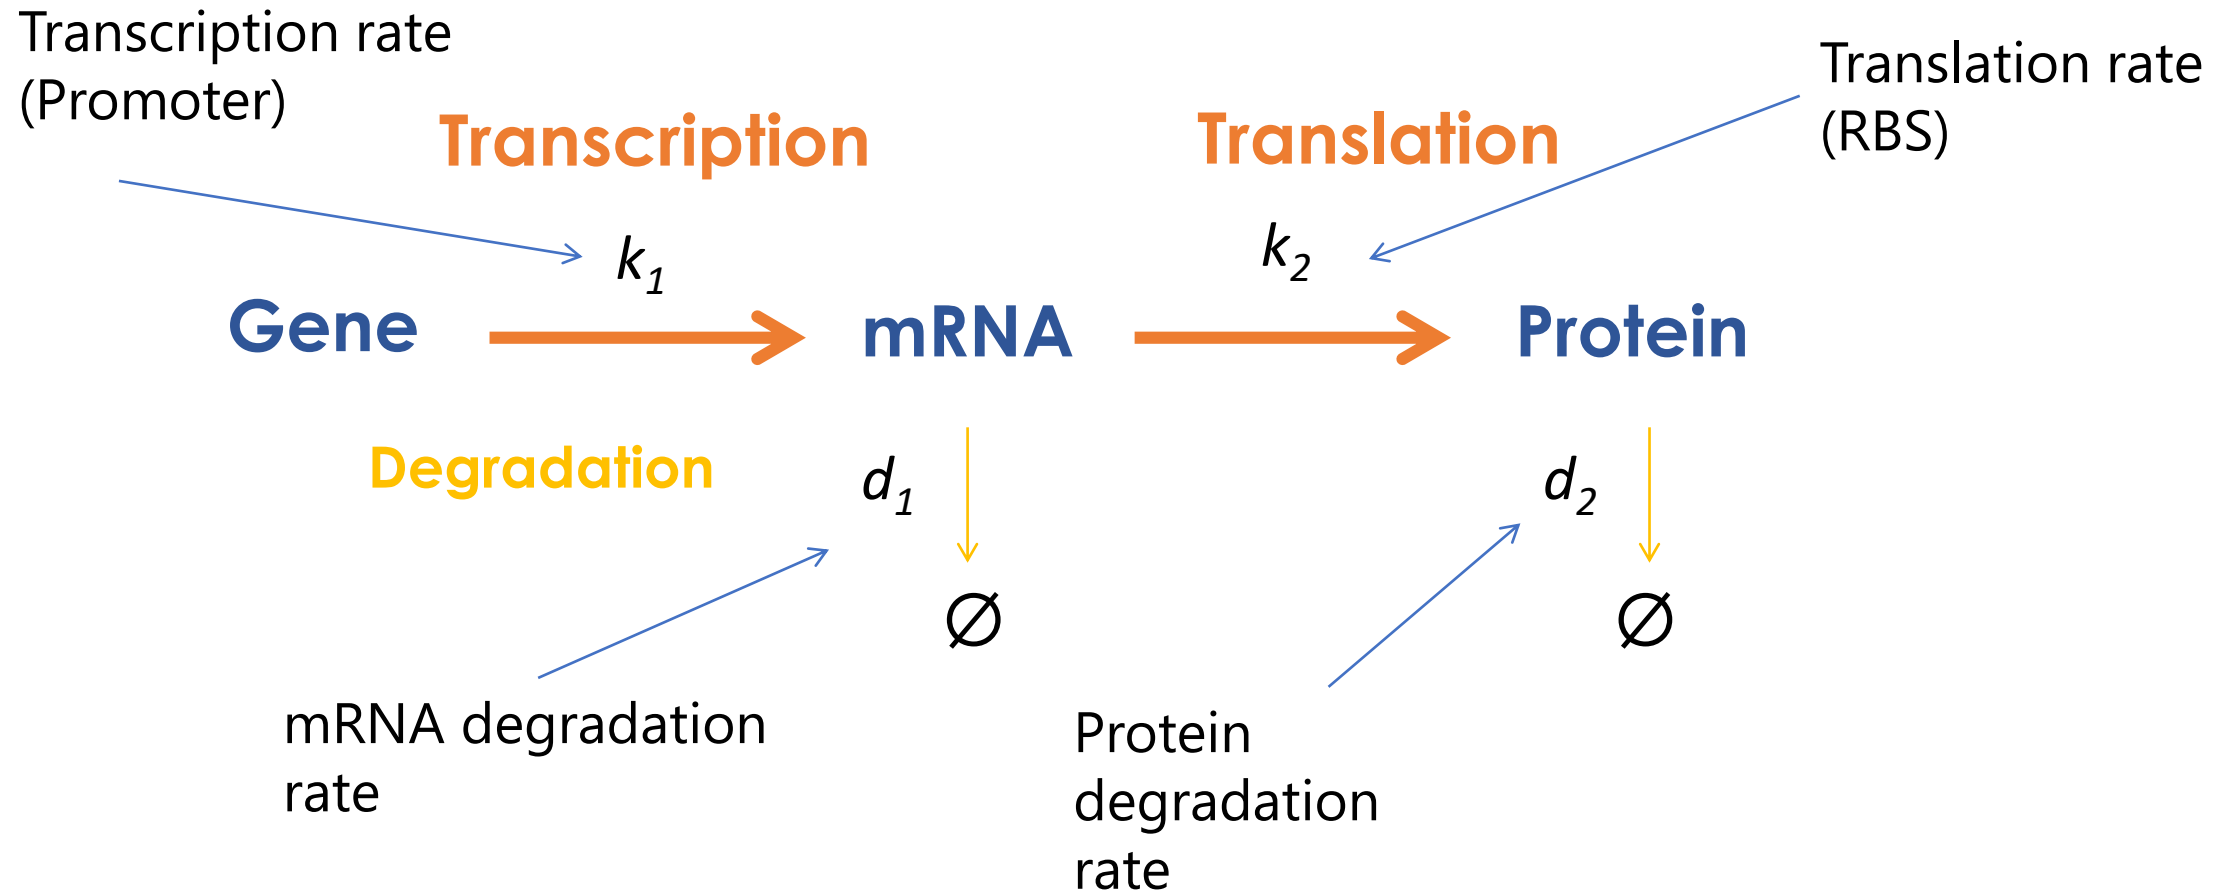 Transcription rate
(Promoter)
Translation rate
(RBS)
Transcription
Translation
k1
k2
Gene
mRNA
Protein
Degradation
d1
d2
∅
∅
mRNA degradation
rate
Protein
degradation
rate